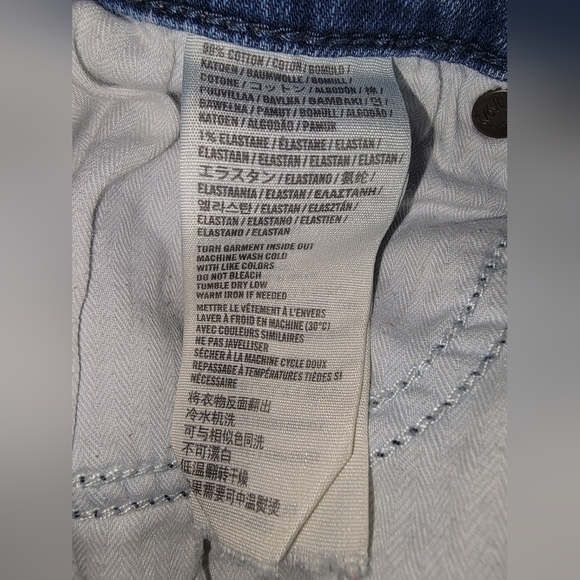 99% COTTON / COTON / BOMULD /
KATOEN / BAUMWOLLE / BOMULL /
COTONE / コットン / ALGODÓN / 棉 /
PUUVILLAA / BAVLNA / ΒΑΜΒΑΚΙ / 면 /
BAWEŁNA / PAMUT / BOMULL / ALGODÃO /
KATOEN / ALGODÃO / PAMUK
1% ELASTANE / ÉLASTANE / ELASTAN /
ELASTAAN / ELASTAN / ELASTAN / ELASTAN /
エラスタン / ELASTANO / 氨纶 /
ELASTAANIA / ELASTAN / ΕΛΑΣΤΑΝΗ /
엘라스탄 / ELASTAN / ELASZTÁN /
ELASTAN / ELASTANO / ELASTIEN /
ELASTANO / ELASTAN
TURN GARMENT INSIDE OUT
MACHINE WASH COLD
WITH LIKE COLORS
DO NOT BLEACH
TUMBLE DRY LOW
WARM IRON IF NEEDED
METTRE LE VÊTEMENT À L'ENVERS
LAVER À FROID EN MACHINE (30°C)
AVEC COULEURS SIMILAIRES
NE PAS JAVELLISER
SÉCHER À LA MACHINE CYCLE DOUX
REPASSAGE À TEMPÉRATURES TIÈDES SI
NÉCESSAIRE
将衣物反面翻出
冷水机洗
可与相似色同洗
不可漂白
低温翻转干燥
如果需要可中温熨烫